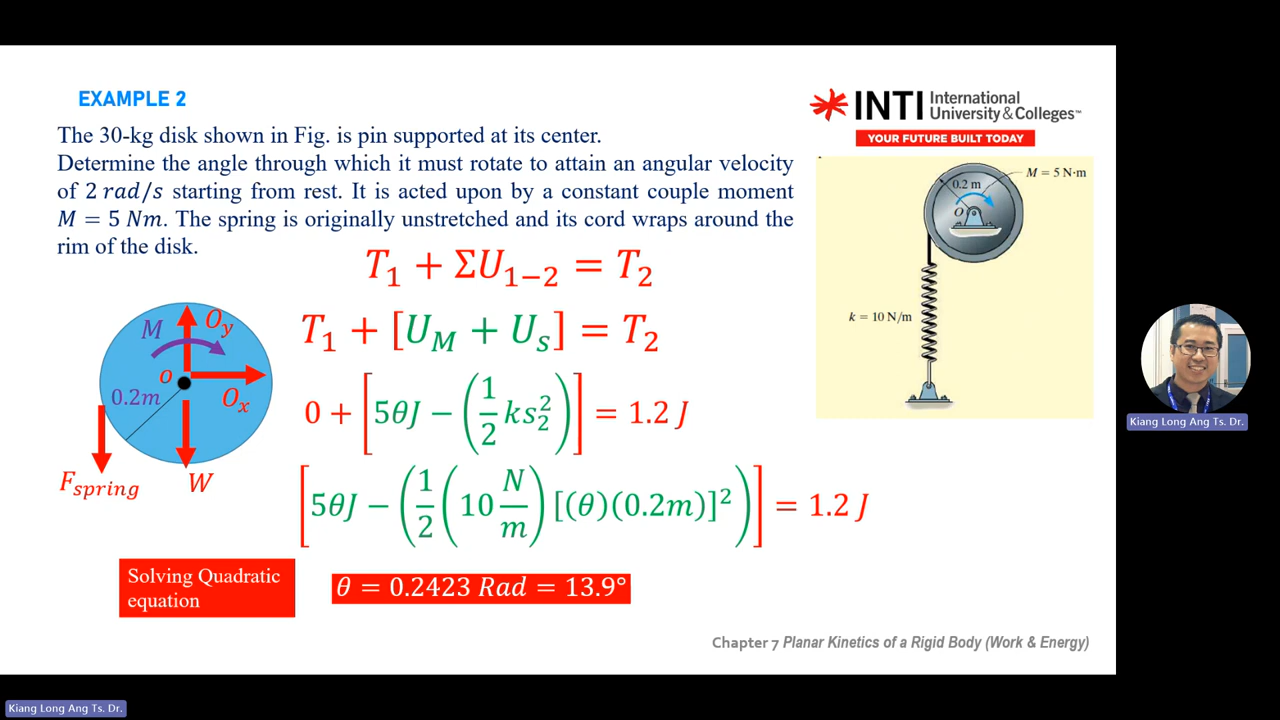 EXAMPLE 2
The 30-kg disk shown in Fig. is pin supported at its center.
Determine the angle through which it must rotate to attain an angular velocity
of 2 rad/s starting from rest. It is acted upon by a constant couple moment
M = 5 Nm. The spring is originally unstretched and its cord wraps around the
rim of the disk.
INTI International
University & Colleges™
YOUR FUTURE BUILT TODAY
M = 5 N·m
0.2 m
O
k = 10 N/m
T₁ + ΣU₁₋₂ = T₂
T₁ + [U_M + U_s] = T₂
0 + [5θJ − (1/2 ks₂²)] = 1.2 J
[5θJ − (1/2 (10 N/m) [(θ)(0.2m)]²)] = 1.2 J
M
O_y
O
O_x
0.2m
F_spring
W
Solving Quadratic
equation
θ = 0.2423 Rad = 13.9°
Chapter 7 Planar Kinetics of a Rigid Body (Work & Energy)
Kiang Long Ang Ts. Dr.
Kiang Long Ang Ts. Dr.